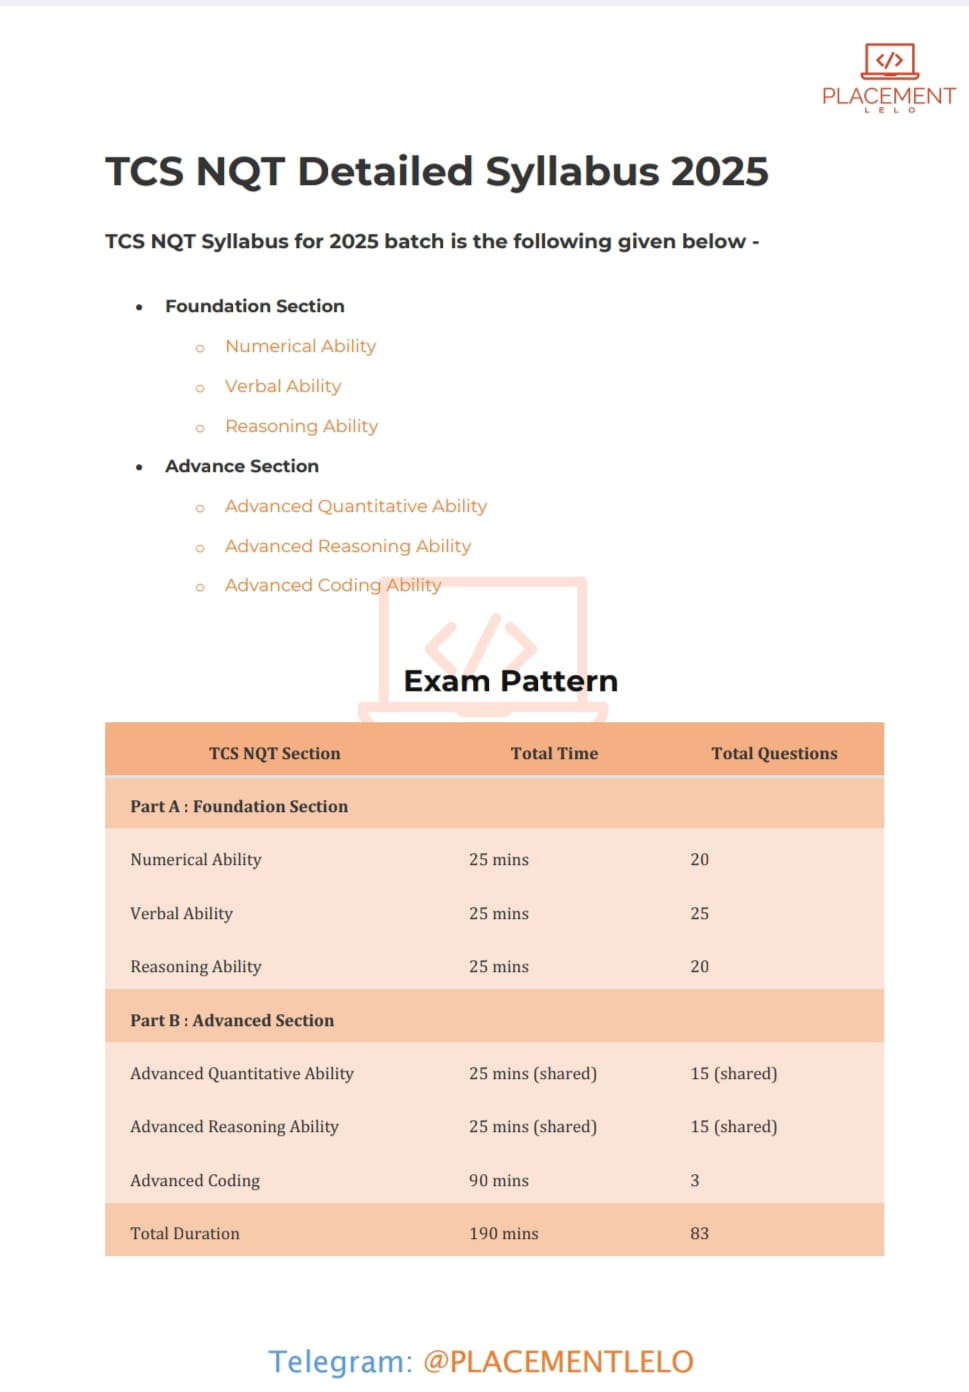 </>
PLACEMENT
LELO
TCS NQT Detailed Syllabus 2025
TCS NQT Syllabus for 2025 batch is the following given below -
• Foundation Section
o Numerical Ability
o Verbal Ability
o Reasoning Ability
• Advance Section
o Advanced Quantitative Ability
o Advanced Reasoning Ability
o Advanced Coding Ability
</>
Exam Pattern
TCS NQT Section Total Time Total Questions
Part A : Foundation Section
Numerical Ability 25 mins 20
Verbal Ability 25 mins 25
Reasoning Ability 25 mins 20
Part B : Advanced Section
Advanced Quantitative Ability 25 mins (shared) 15 (shared)
Advanced Reasoning Ability 25 mins (shared) 15 (shared)
Advanced Coding 90 mins 3
Total Duration 190 mins 83
Telegram: @PLACEMENTLELO